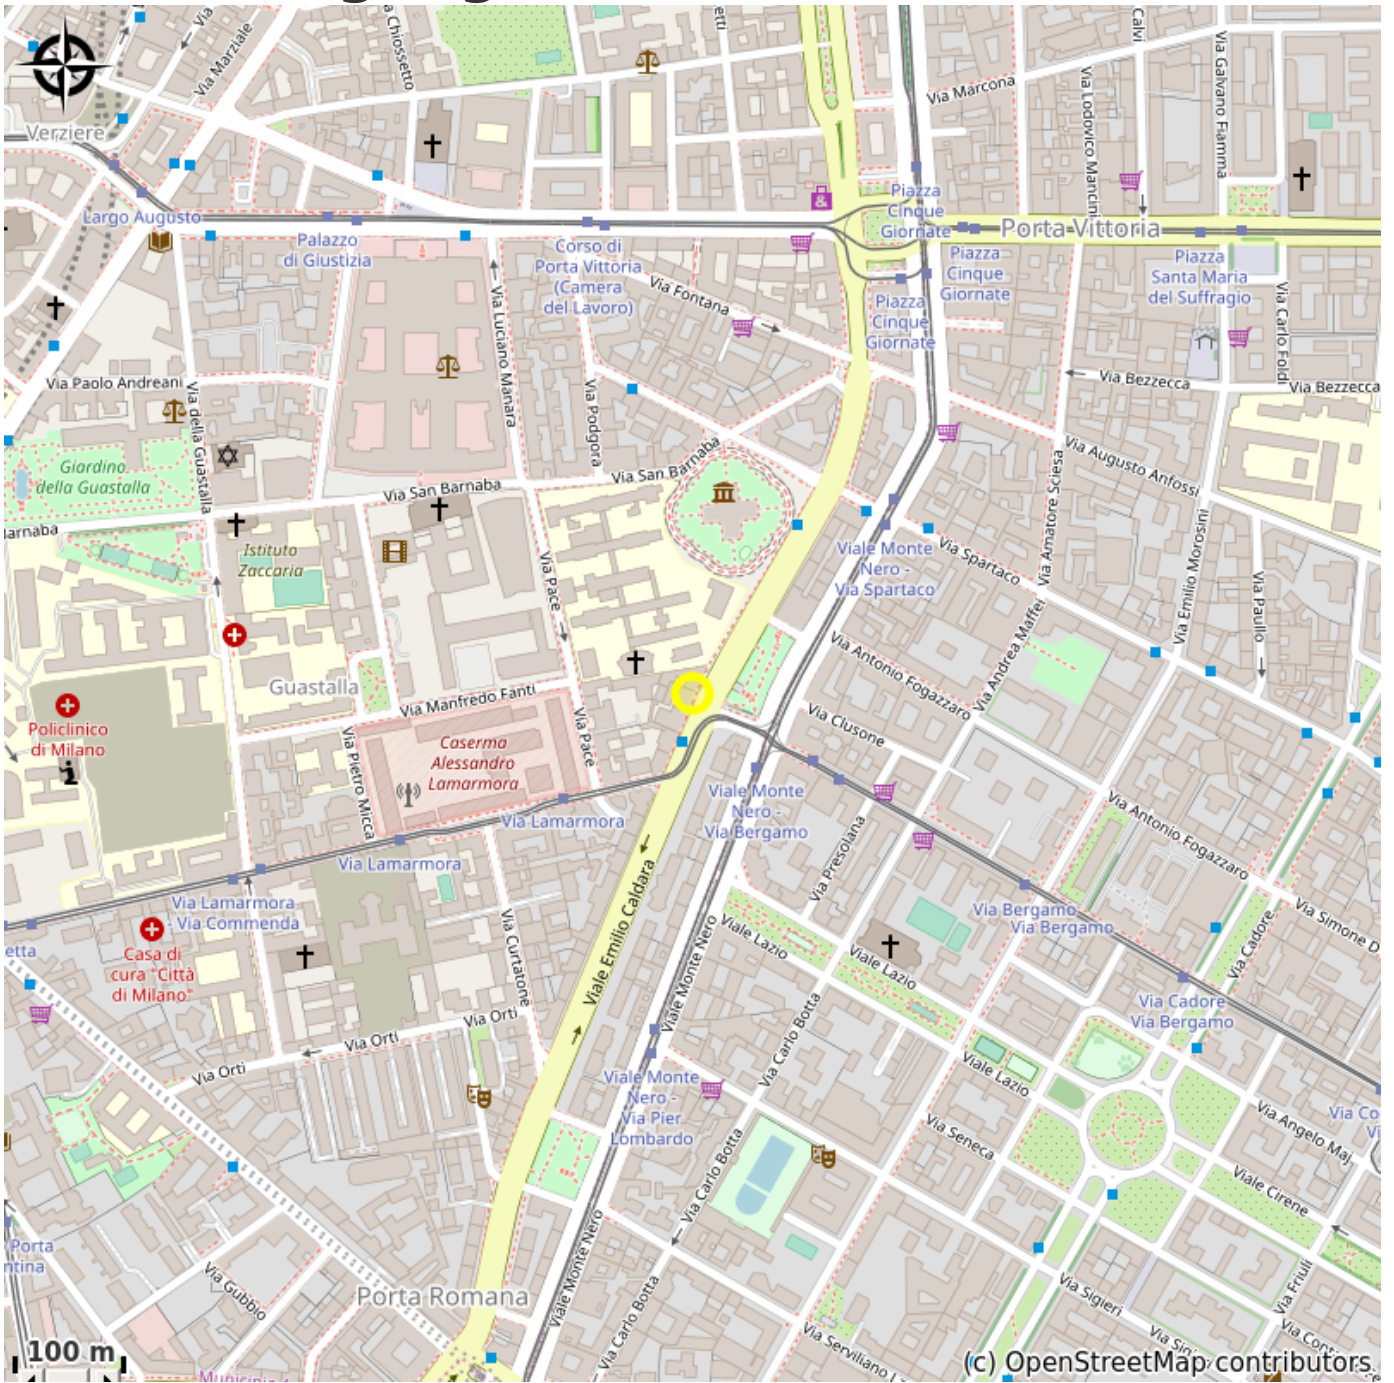 Via Marziale
Via Chiossetto
Calvi
Via Marcona
Via Lodovico Mancini
Via Galvano Fiamma
Verziere
Largo Augusto
Palazzo
di Giustizia
Corso di
Porta Vittoria
(Camera
del Lavoro)
Via Fontana
Piazza
Cinque
Giornate
Porta Vittoria
Piazza
Cinque
Giornate
Piazza
Cinque
Giornate
Piazza
Santa Maria
del Suffragio
Via Carlo Foldi
Via Luciano Manara
Via Podgora
Via Paolo Andreani
Via della Guastalla
Via Bezzecca
Via Bezzecca
Giardino
della Guastalla
Via San Barnaba
Via San Barnaba
Via Augusto Anfossi
Via Amatore Sciesa
Via Emilio Morosini
Via Paullo
Istituto
Zaccaria
Via Pace
Viale Monte
Nero -
Via Spartaco
Via Spartaco
Via Andrea Maffei
Via Antonio Fogazzaro
Via Clusone
Guastalla
Via Manfredo Fanti
Via Pace
Via Pietro Micca
Caserma
Alessandro
Lamarmora
Policlinico
di Milano
Viale Monte
Nero -
Via Bergamo
Via Lamarmora
Via Lamarmora
Via Lamarmora
- Via Commenda
Via Presolana
Via Antonio Fogazzaro
Via Simone D
Via Bergamo
Via Bergamo
Via Cadore
Casa di
cura "Città
di Milano"
Via Curtatone
Viale Emilio Caldara
Viale Monte Nero
Viale Lazio
Viale Lazio
Viale Lazio
Via Cadore
Via Bergamo
Via Orti
Via Orti
Via Orti
Via Carlo Botta
Viale Monte
Nero -
Via Pier
Lombardo
Via Seneca
Via Angelo Maj
Viale Cirene
Via Carlo Botta
Via Gubbio
Porta Romana
Viale Monte Nero
Via Carlo Botta
Via Sigieri
Via Friuli
Via Serviliano L
100 m
(c) OpenStreetMap contributors